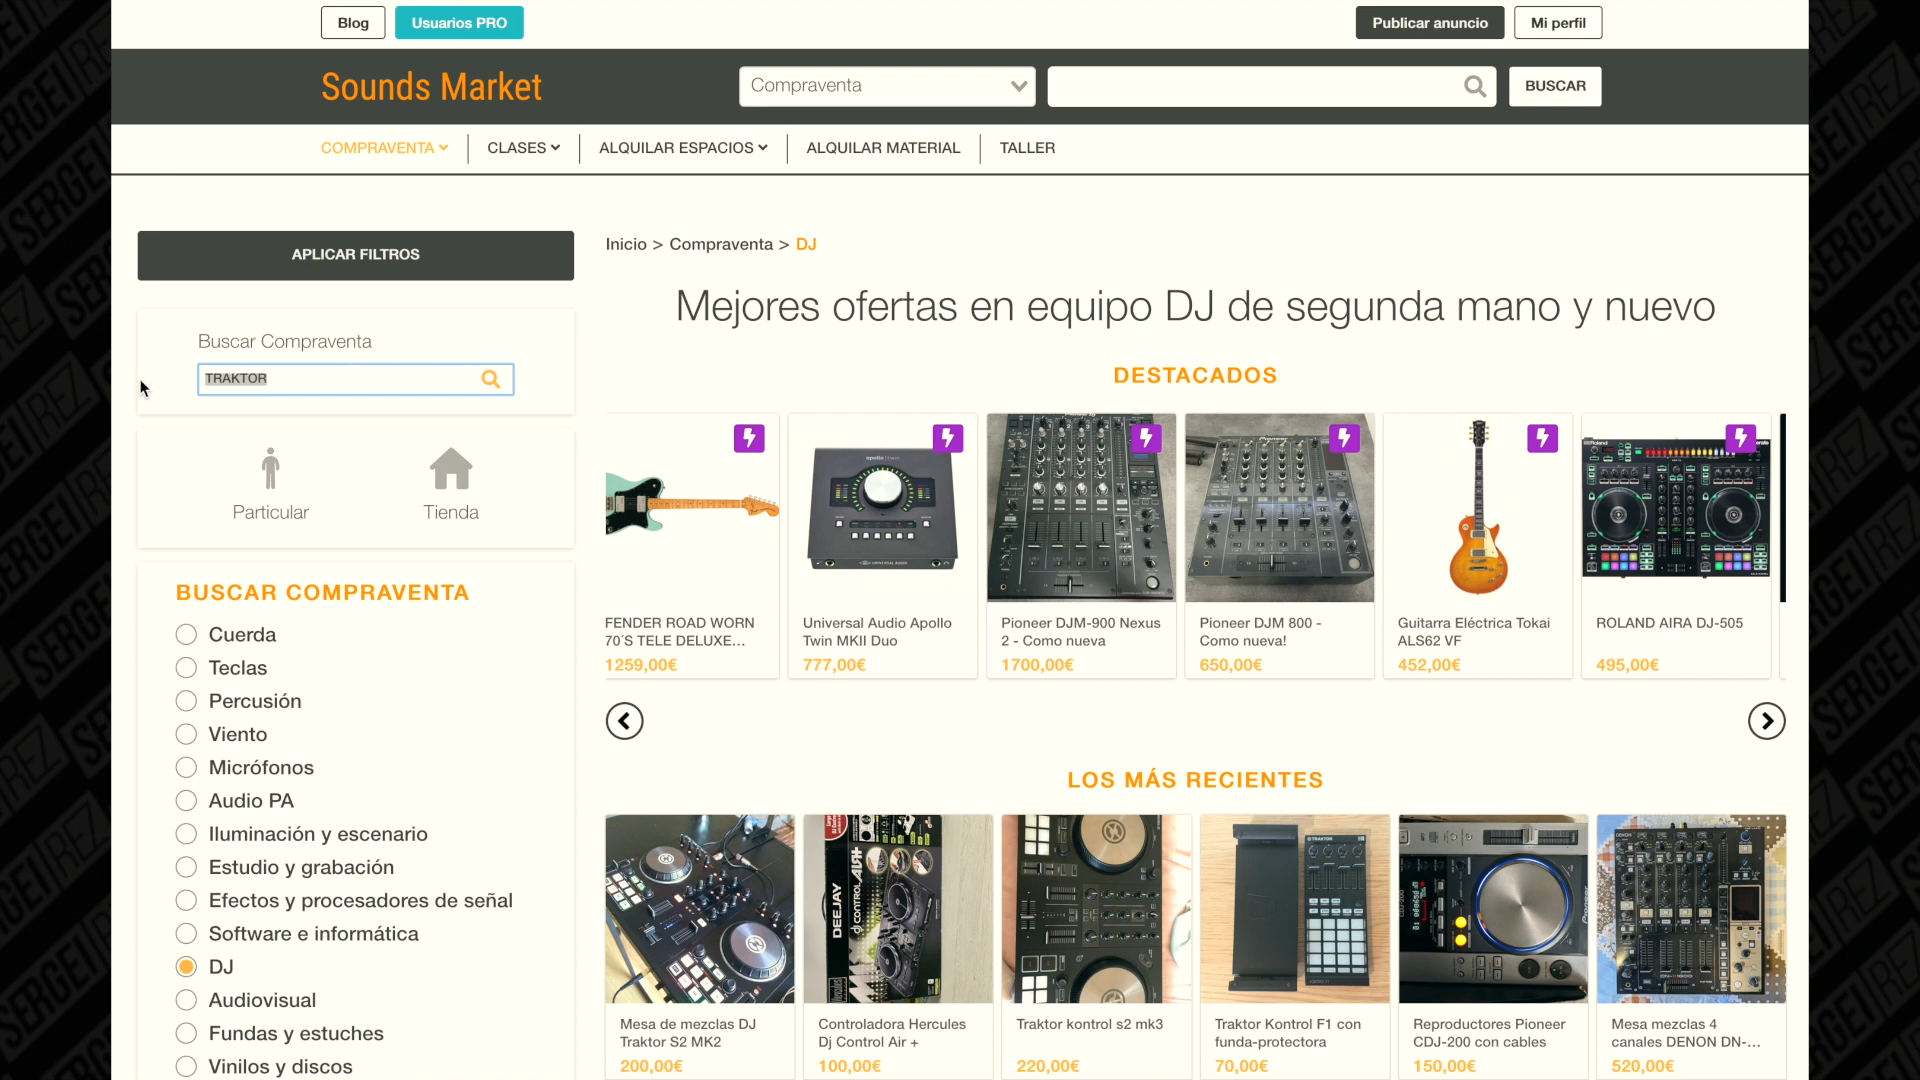 Blog
Usuarios PRO
Publicar anuncio
Mi perfil
Sounds Market
Compraventa
BUSCAR
COMPRAVENTA
CLASES
ALQUILAR ESPACIOS
ALQUILAR MATERIAL
TALLER
APLICAR FILTROS
Buscar Compraventa
TRAKTOR
Particular
Tienda
BUSCAR COMPRAVENTA
Cuerda
Teclas
Percusión
Viento
Micrófonos
Audio PA
Iluminación y escenario
Estudio y grabación
Efectos y procesadores de señal
Software e informática
DJ
Audiovisual
Fundas y estuches
Vinilos y discos
Inicio > Compraventa > DJ
Mejores ofertas en equipo DJ de segunda mano y nuevo
DESTACADOS
FENDER ROAD WORN
70´S TELE DELUXE...
1259,00€
Universal Audio Apollo
Twin MKII Duo
777,00€
Pioneer DJM-900 Nexus
2 - Como nueva
1700,00€
Pioneer DJM 800 -
Como nueva!
650,00€
Guitarra Eléctrica Tokai
ALS62 VF
452,00€
ROLAND AIRA DJ-505
495,00€
LOS MÁS RECIENTES
Mesa de mezclas DJ
Traktor S2 MK2
200,00€
Controladora Hercules
Dj Control Air +
100,00€
Traktor kontrol s2 mk3
220,00€
Traktor Kontrol F1 con
funda-protectora
70,00€
Reproductores Pioneer
CDJ-200 con cables
150,00€
Mesa mezclas 4
canales DENON DN-...
520,00€